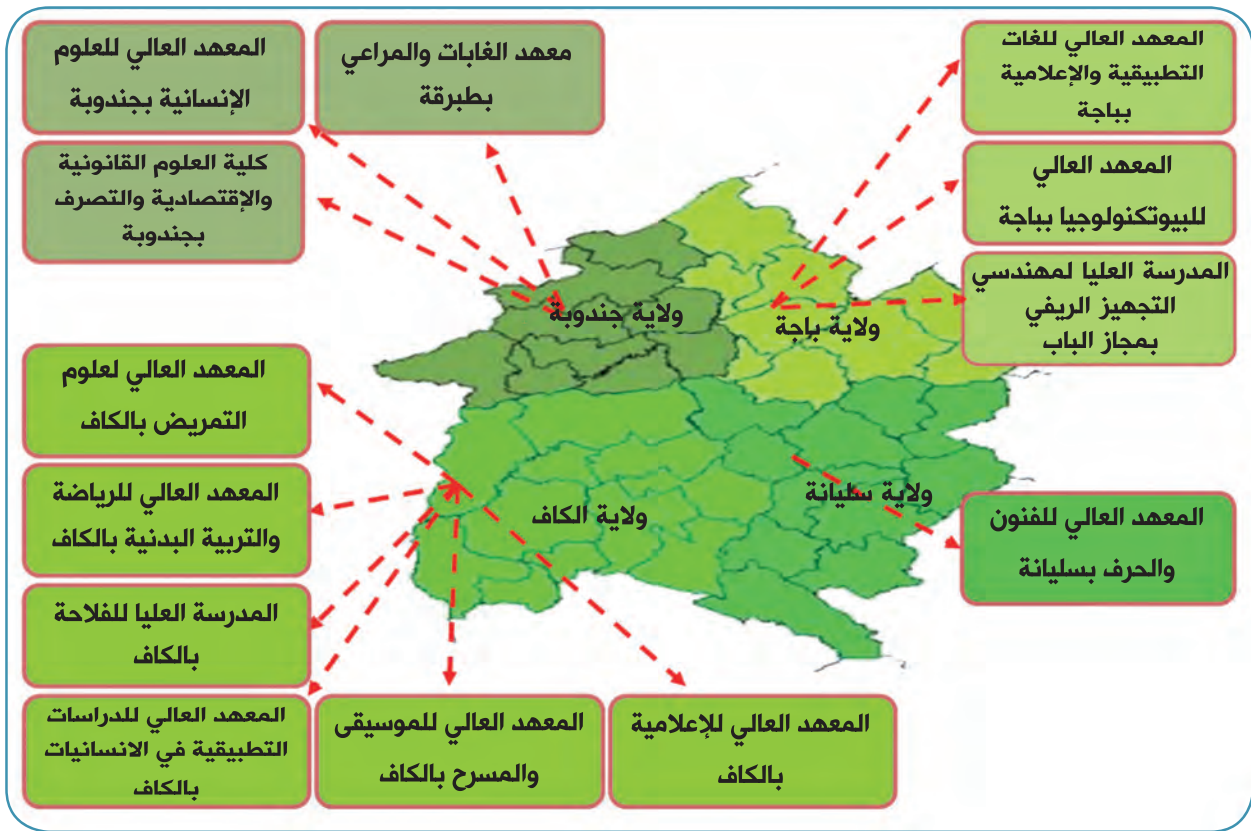 المعهد العالي للعلوم
الإنسانية بجندوبة
معهد الغابات والمراعي
بطبرقة
المعهد العالي للغات
التطبيقية والإعلامية
بباجة
كلية العلوم القانونية
والإقتصادية والتصرف
بجندوبة
المعهد العالي
للبيوتكنولوجيا بباجة
المدرسة العليا لمهندسي
التجهيز الريفي
بمجاز الباب
ولاية جندوبة
ولاية باجة
المعهد العالي لعلوم
التمريض بالكاف
المعهد العالي للرياضة
والتربية البدنية بالكاف
ولاية سليانة
ولاية الكاف
المعهد العالي للفنون
والحرف بسليانة
المدرسة العليا للفلاحة
بالكاف
المعهد العالي للدراسات
التطبيقية في الانسانيات
بالكاف
المعهد العالي للموسيقى
والمسرح بالكاف
المعهد العالي للإعلامية
بالكاف